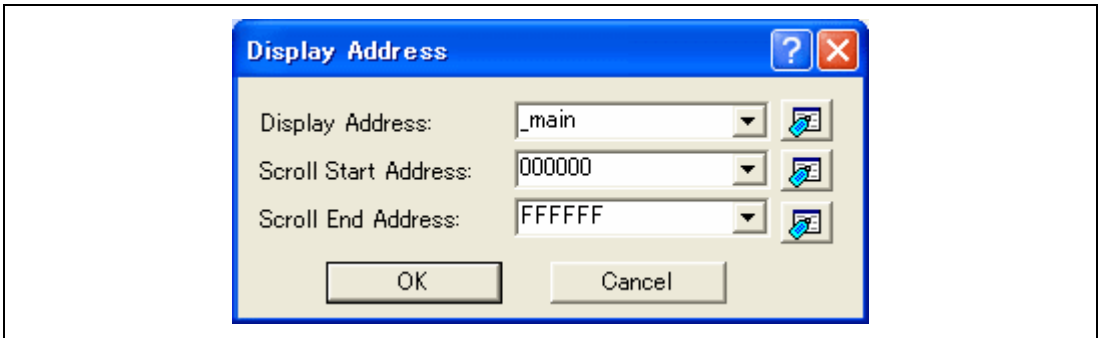 Display Address
?
Display Address: _main
Scroll Start Address: 000000
Scroll End Address: FFFFFF
OK Cancel